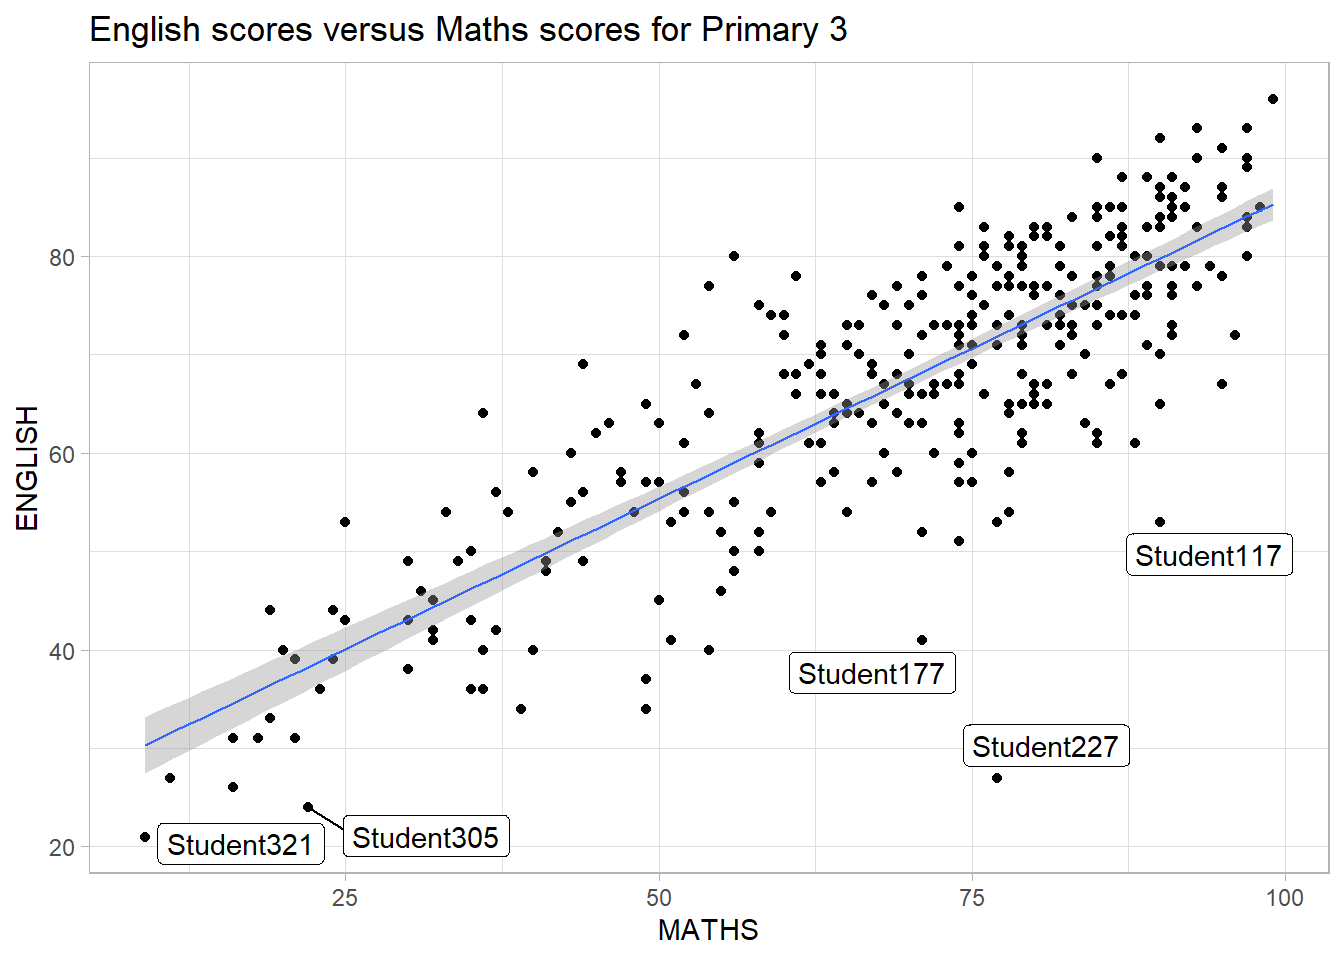 English scores versus Maths scores for Primary 3
ENGLISH
80
60
40
20
Student117
Student177
Student227
Student305
Student321
25
50
75
100
MATHS